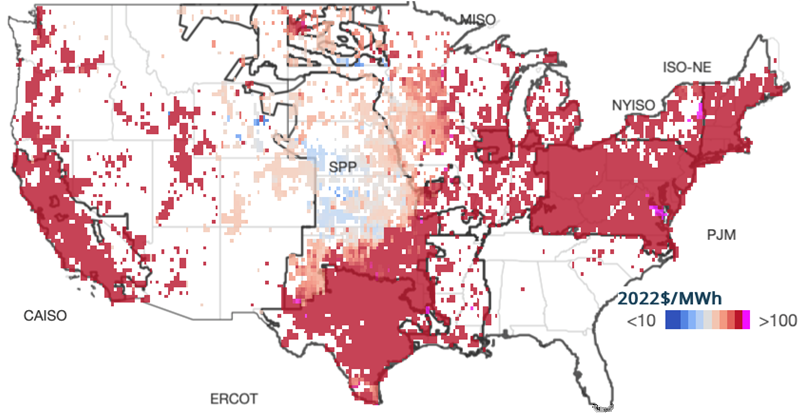 MISO
ISO-NE
NYISO
SPP
PJM
2022$/MWh
<10 >100
CAISO
ERCOT